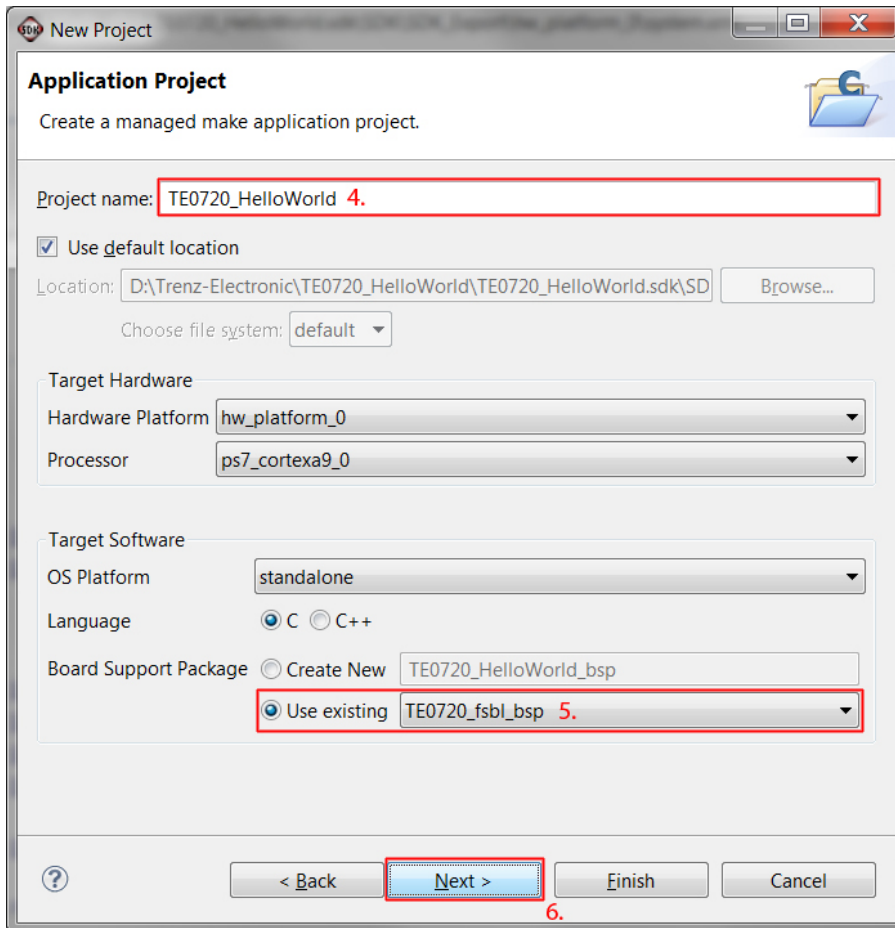 New Project
Application Project
Create a managed make application project.
Project name: TE0720_HelloWorld 4.
Use default location
Location: D:\Trenz-Electronic\TE0720_HelloWorld\TE0720_HelloWorld.sdk\SD Browse...
Choose file system: default
Target Hardware
Hardware Platform hw_platform_0
Processor ps7_cortexa9_0
Target Software
OS Platform standalone
Language C C++
Board Support Package Create New TE0720_HelloWorld_bsp
Use existing TE0720_fsbl_bsp 5.
? < Back Next > Finish Cancel
6.